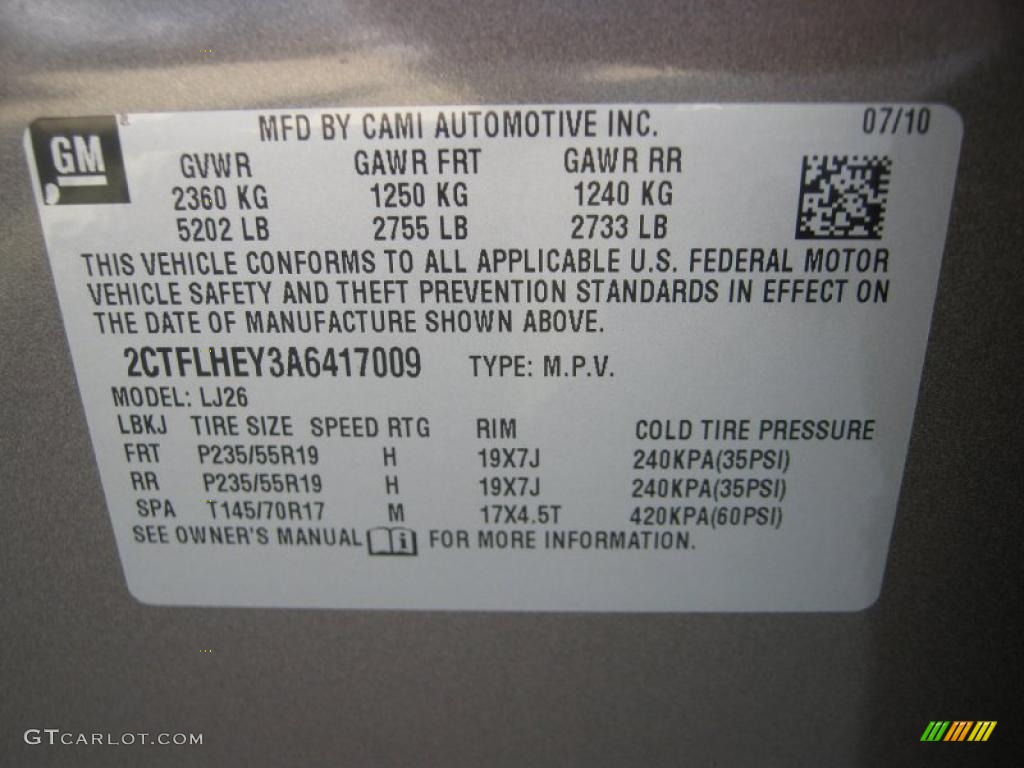 GM
MFD BY CAMI AUTOMOTIVE INC. 07/10
GVWR GAWR FRT GAWR RR
2360 KG 1250 KG 1240 KG
5202 LB 2755 LB 2733 LB
THIS VEHICLE CONFORMS TO ALL APPLICABLE U.S. FEDERAL MOTOR
VEHICLE SAFETY AND THEFT PREVENTION STANDARDS IN EFFECT ON
THE DATE OF MANUFACTURE SHOWN ABOVE.
2CTFLHEY3A6417009 TYPE: M.P.V.
MODEL: LJ26
LBKJ TIRE SIZE SPEED RTG RIM COLD TIRE PRESSURE
FRT P235/55R19 H 19X7J 240KPA(35PSI)
RR P235/55R19 H 19X7J 240KPA(35PSI)
SPA T145/70R17 M 17X4.5T 420KPA(60PSI)
SEE OWNER'S MANUAL i FOR MORE INFORMATION.
GTCARLOT.COM